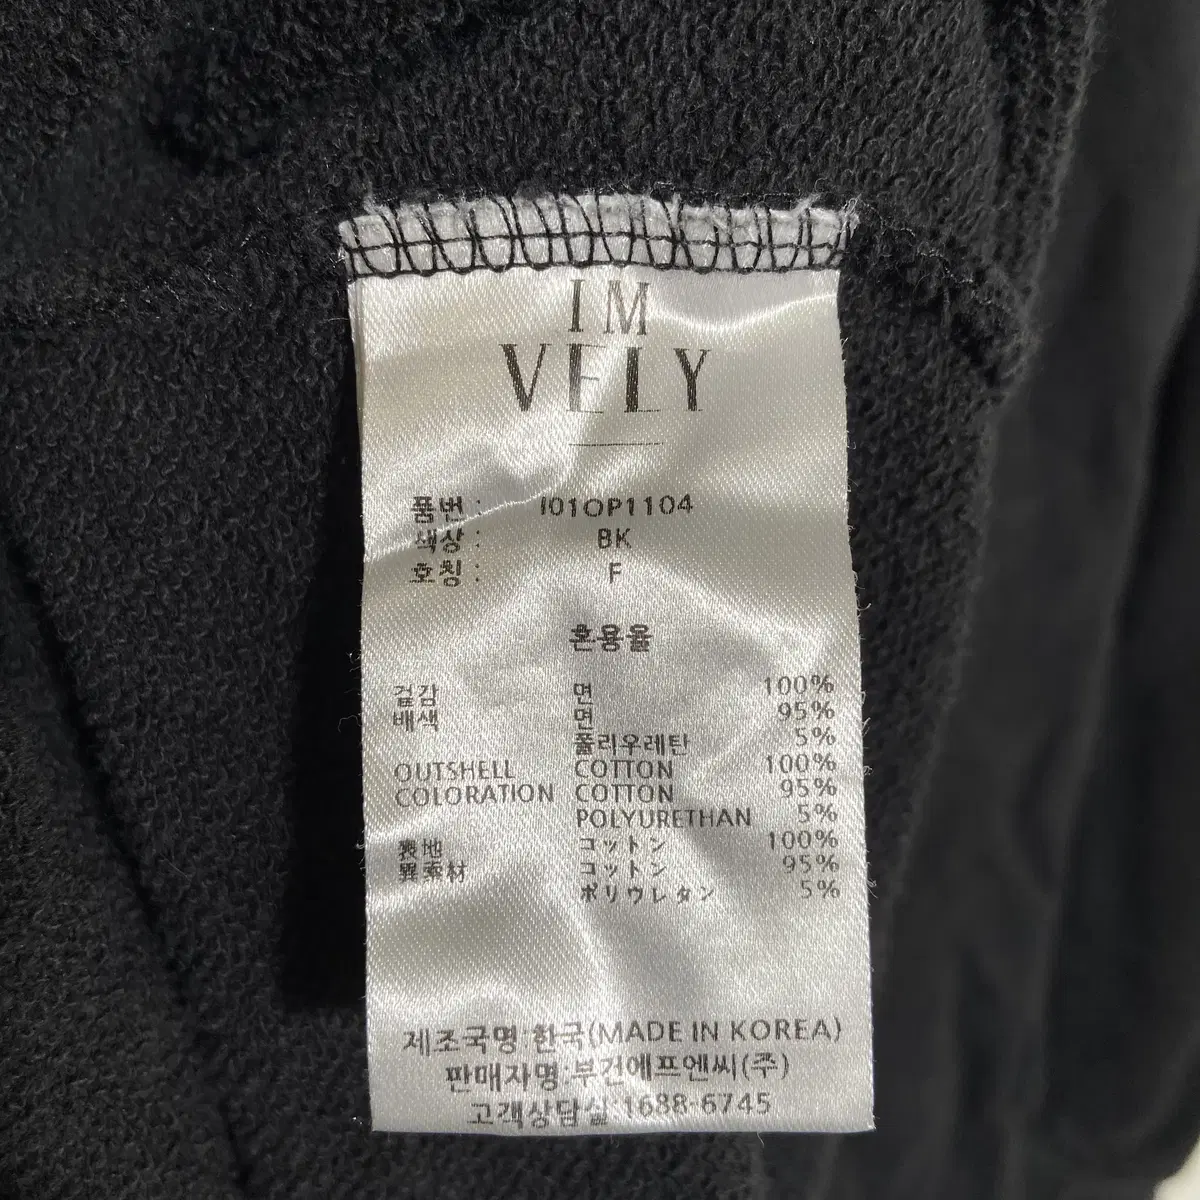 IM
VELY
품번 : I01OP1104
색상 : BK
호칭 : F
혼용율
겉감 면 100%
배색 면 95%
폴리우레탄 5%
OUTSHELL COTTON 100%
COLORATION COTTON 95%
POLYURETHAN 5%
表地 コットン 100%
異素材 コットン 95%
ポリウレタン 5%
제조국명:한국(MADE IN KOREA)
판매자명:부건에프엔씨(주)
고객상담실:1688-6745